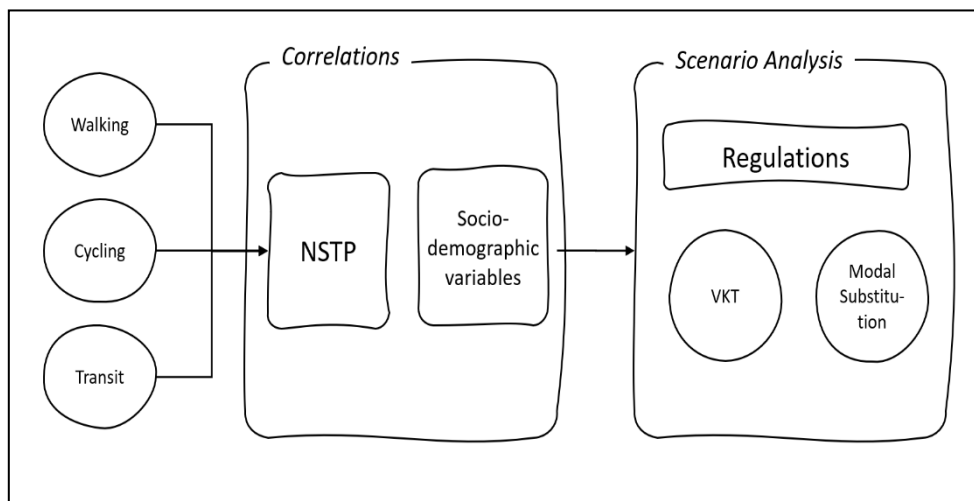 Correlations
Scenario Analysis
Walking
Cycling
Transit
NSTP
Socio-
demographic
variables
Regulations
VKT
Modal
Substitu-
tion